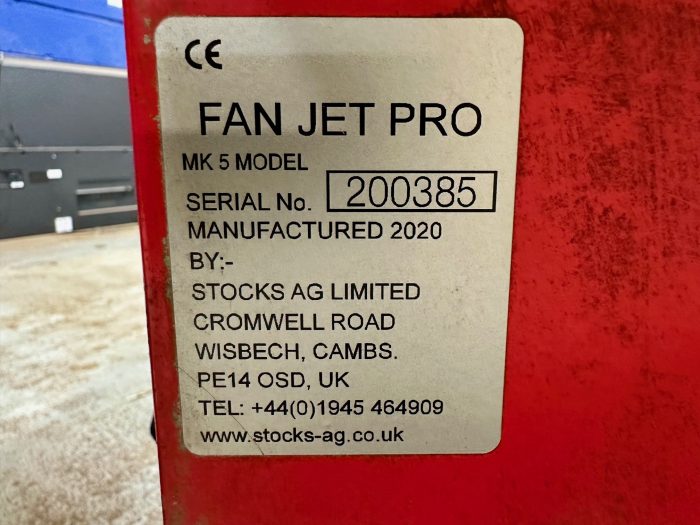 CE
FAN JET PRO
MK 5 MODEL
SERIAL No. 200385
MANUFACTURED 2020
BY:-
STOCKS AG LIMITED
CROMWELL ROAD
WISBECH, CAMBS.
PE14 OSD, UK
TEL: +44(0)1945 464909
www.stocks-ag.co.uk